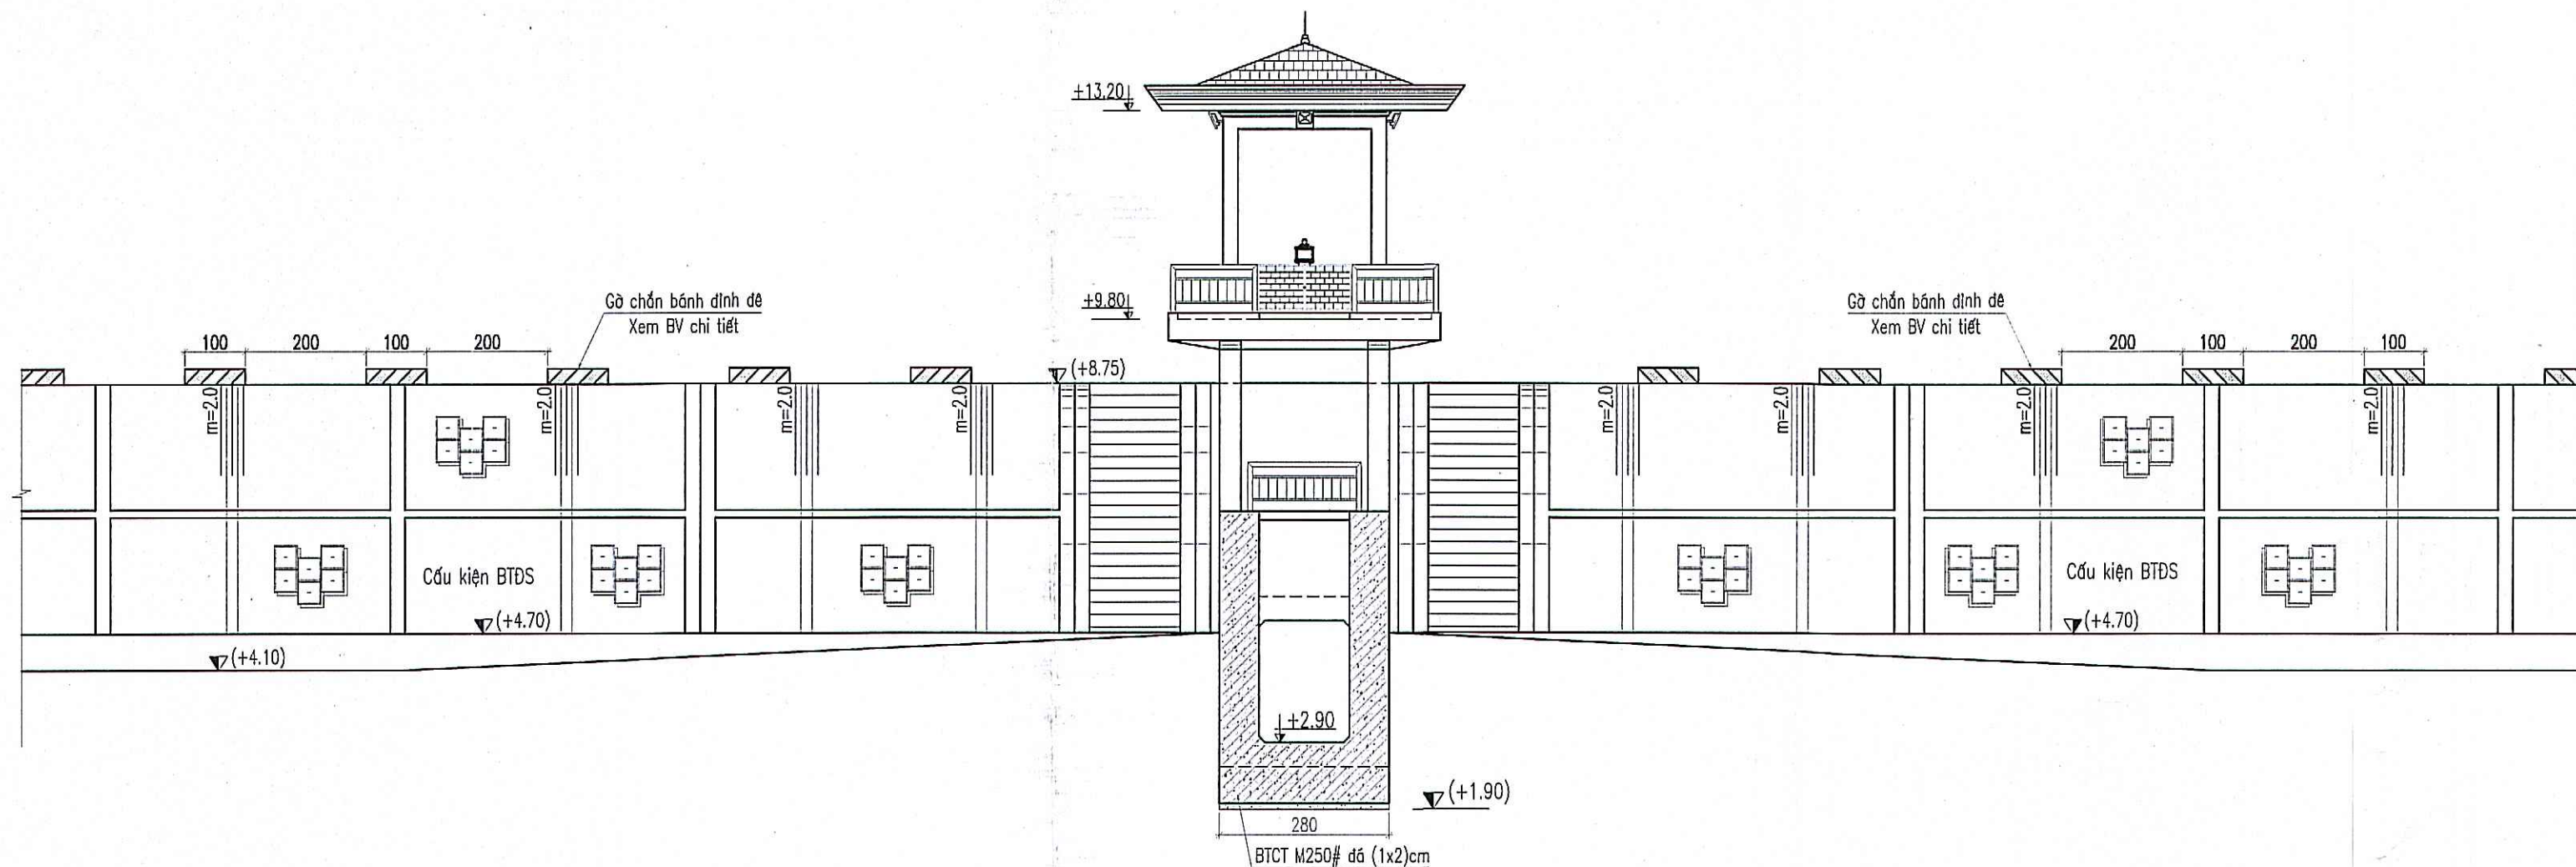 +13.20
+9.80
Gờ chắn bánh đỉnh đê
Xem BV chi tiết
Gờ chắn bánh đỉnh đê
Xem BV chi tiết
100 200 100 200
200 100 200 100
(+8.75)
m=2.0 m=2.0 m=2.0 m=2.0 m=2.0 m=2.0 m=2.0 m=2.0
Cấu kiện BTĐS
Cấu kiện BTĐS
(+4.70)
(+4.70)
(+4.10)
+2.90
(+1.90)
280
BTCT M250# đá (1x2)cm